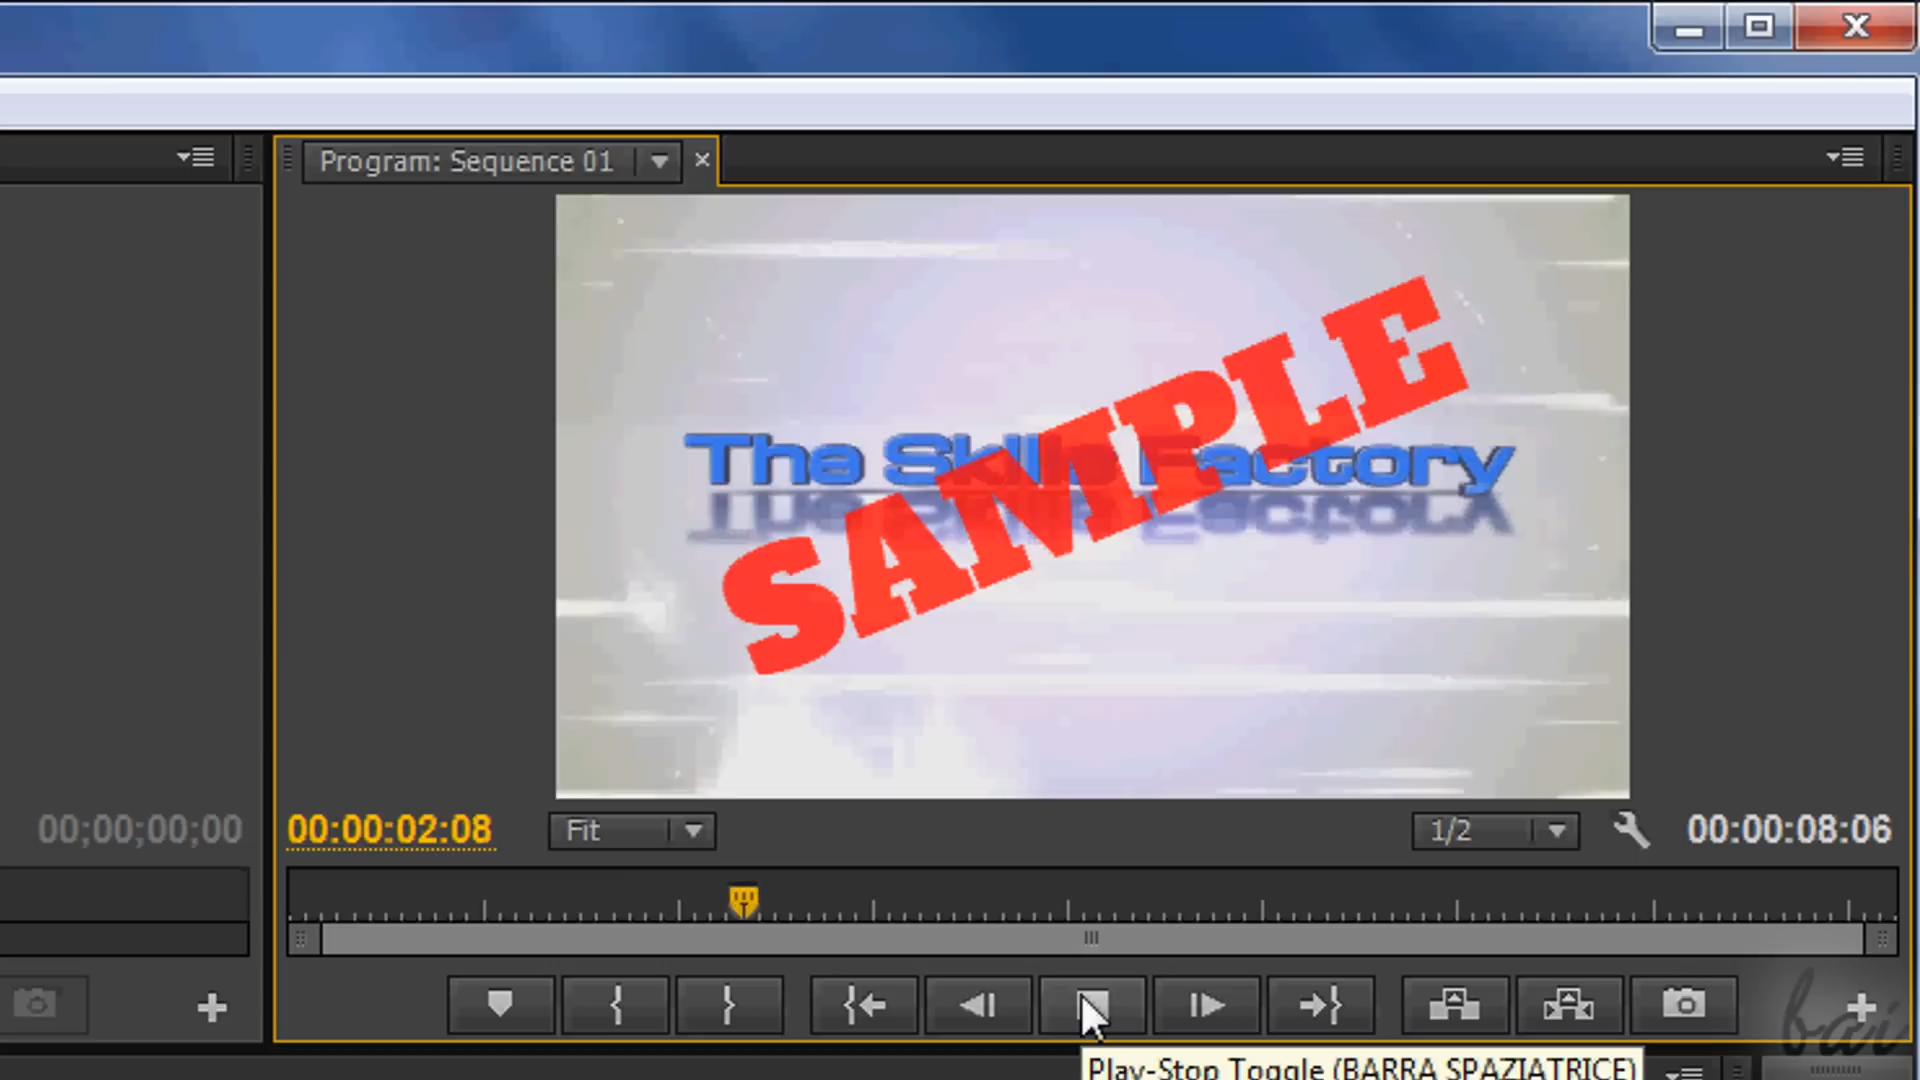 Program: Sequence 01
The Skills Factory
SAMPLE
00;00;00;00
00:00:02:08
Fit
1/2
00:00:08:06
Play-Stop Toggle (BARRA SPAZIATRICE)